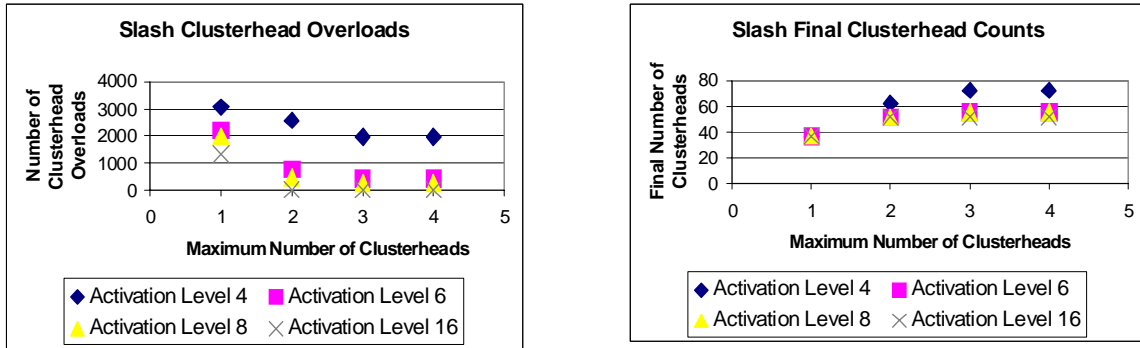 Slash Clusterhead Overloads
Number of
Clusterhead
Overloads
4000
3000
2000
1000
0
0 1 2 3 4 5
Maximum Number of Clusterheads
Activation Level 4 Activation Level 6
Activation Level 8 Activation Level 16
Slash Final Clusterhead Counts
Final Number of
Clusterheads
80
60
40
20
0
0 1 2 3 4 5
Maximum Number of Clusterheads
Activation Level 4 Activation Level 6
Activation Level 8 Activation Level 16